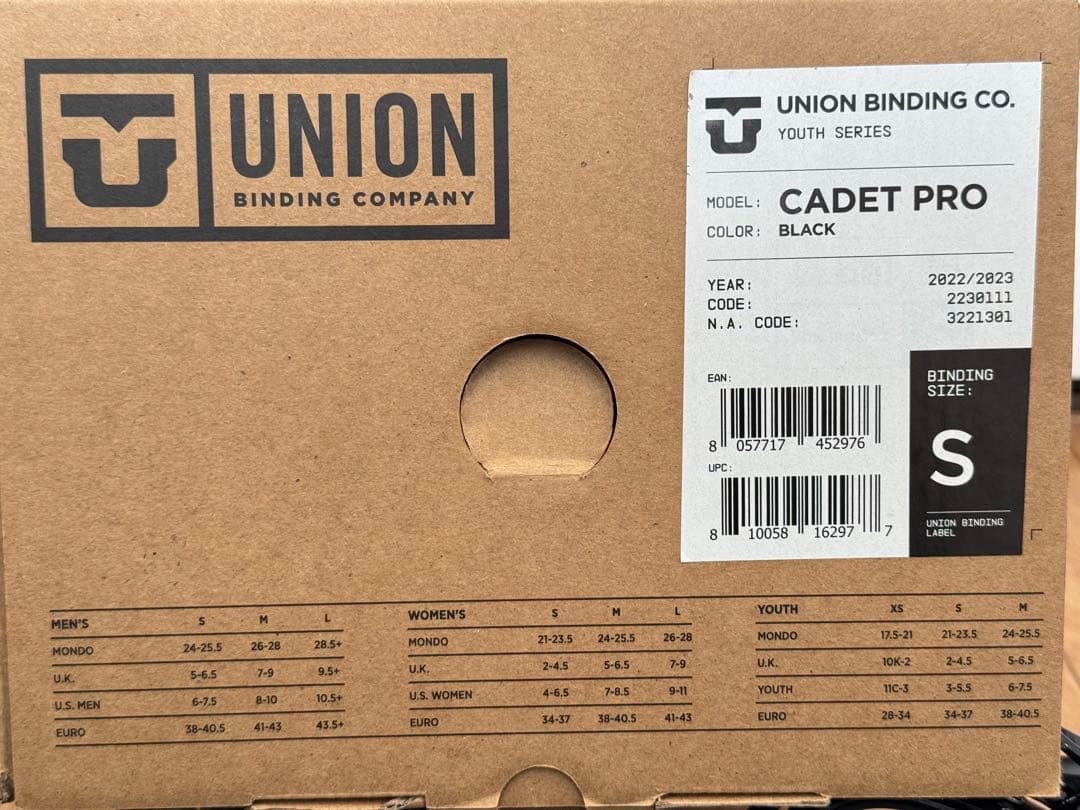 UNION
BINDING COMPANY
UNION BINDING CO.
YOUTH SERIES
MODEL: CADET PRO
COLOR: BLACK
YEAR: 2022/2023
CODE: 2230111
N.A. CODE: 3221301
EAN:
8 057717 452976
UPC:
8 10058 16297 7
BINDING
SIZE:
S
UNION BINDING
LABEL
MEN'S S M L
MONDO 24-25.5 26-28 28.5+
U.K. 5-6.5 7-9 9.5+
U.S. MEN 6-7.5 8-10 10.5+
EURO 38-40.5 41-43 43.5+
WOMEN'S S M L
MONDO 21-23.5 24-25.5 26-28
U.K. 2-4.5 5-6.5 7-9
U.S. WOMEN 4-6.5 7-8.5 9-11
EURO 34-37 38-40.5 41-43
YOUTH XS S M
MONDO 17.5-21 21-23.5 24-25.5
U.K. 10K-2 2-4.5 5-6.5
YOUTH 11C-3 3-5.5 6-7.5
EURO 28-34 34-37 38-40.5